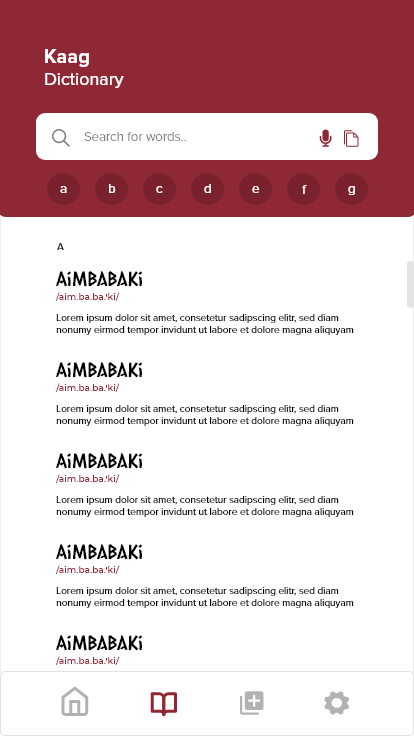 Kaag
Dictionary
Search for words..
a b c d e f g
A
AiMBABAKi
/aim.ba.ba.'ki/
Lorem ipsum dolor sit amet, consetetur sadipscing elitr, sed diam
nonumy eirmod tempor invidunt ut labore et dolore magna aliquyam
AiMBABAKi
/aim.ba.ba.'ki/
Lorem ipsum dolor sit amet, consetetur sadipscing elitr, sed diam
nonumy eirmod tempor invidunt ut labore et dolore magna aliquyam
AiMBABAKi
/aim.ba.ba.'ki/
Lorem ipsum dolor sit amet, consetetur sadipscing elitr, sed diam
nonumy eirmod tempor invidunt ut labore et dolore magna aliquyam
AiMBABAKi
/aim.ba.ba.'ki/
Lorem ipsum dolor sit amet, consetetur sadipscing elitr, sed diam
nonumy eirmod tempor invidunt ut labore et dolore magna aliquyam
AiMBABAKi
/aim.ba.ba.'ki/